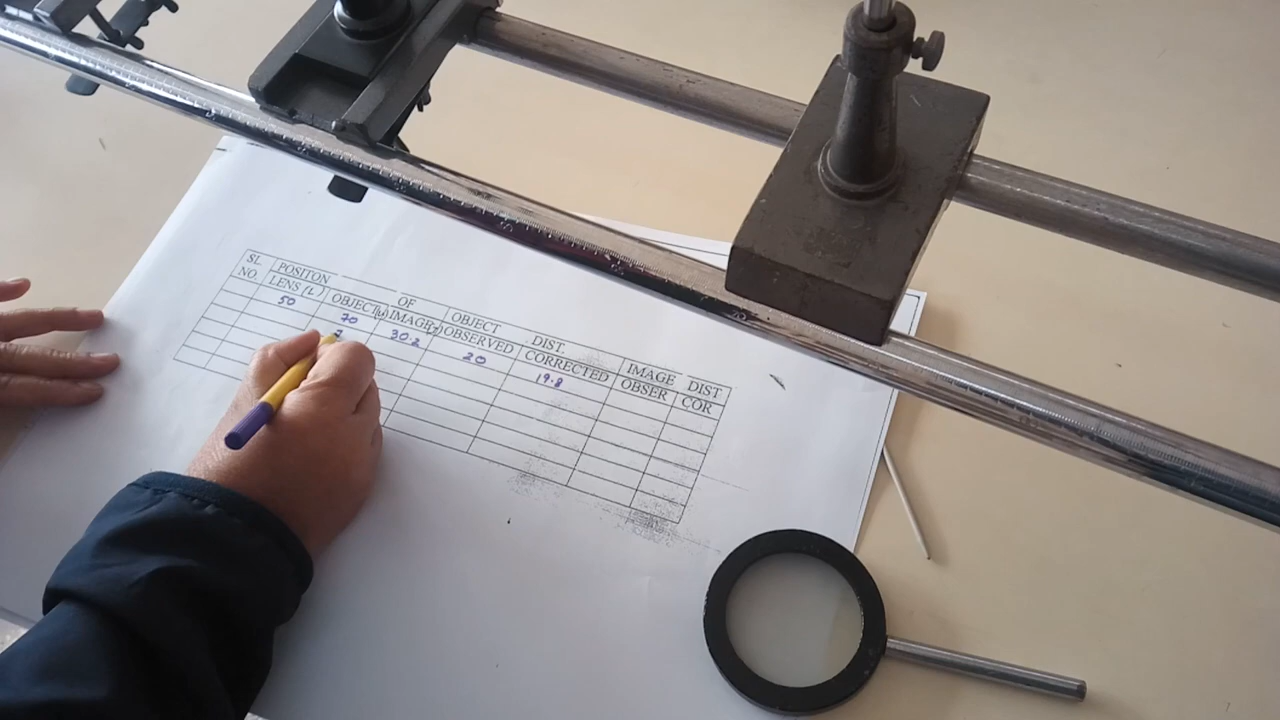 SL POSITON OF OBJECT DIST. IMAGE DIST
NO. LENS (L) OBJECT IMAGE OBSERVED CORRECTED OBSER COR
50 70 30.2 20 19.8